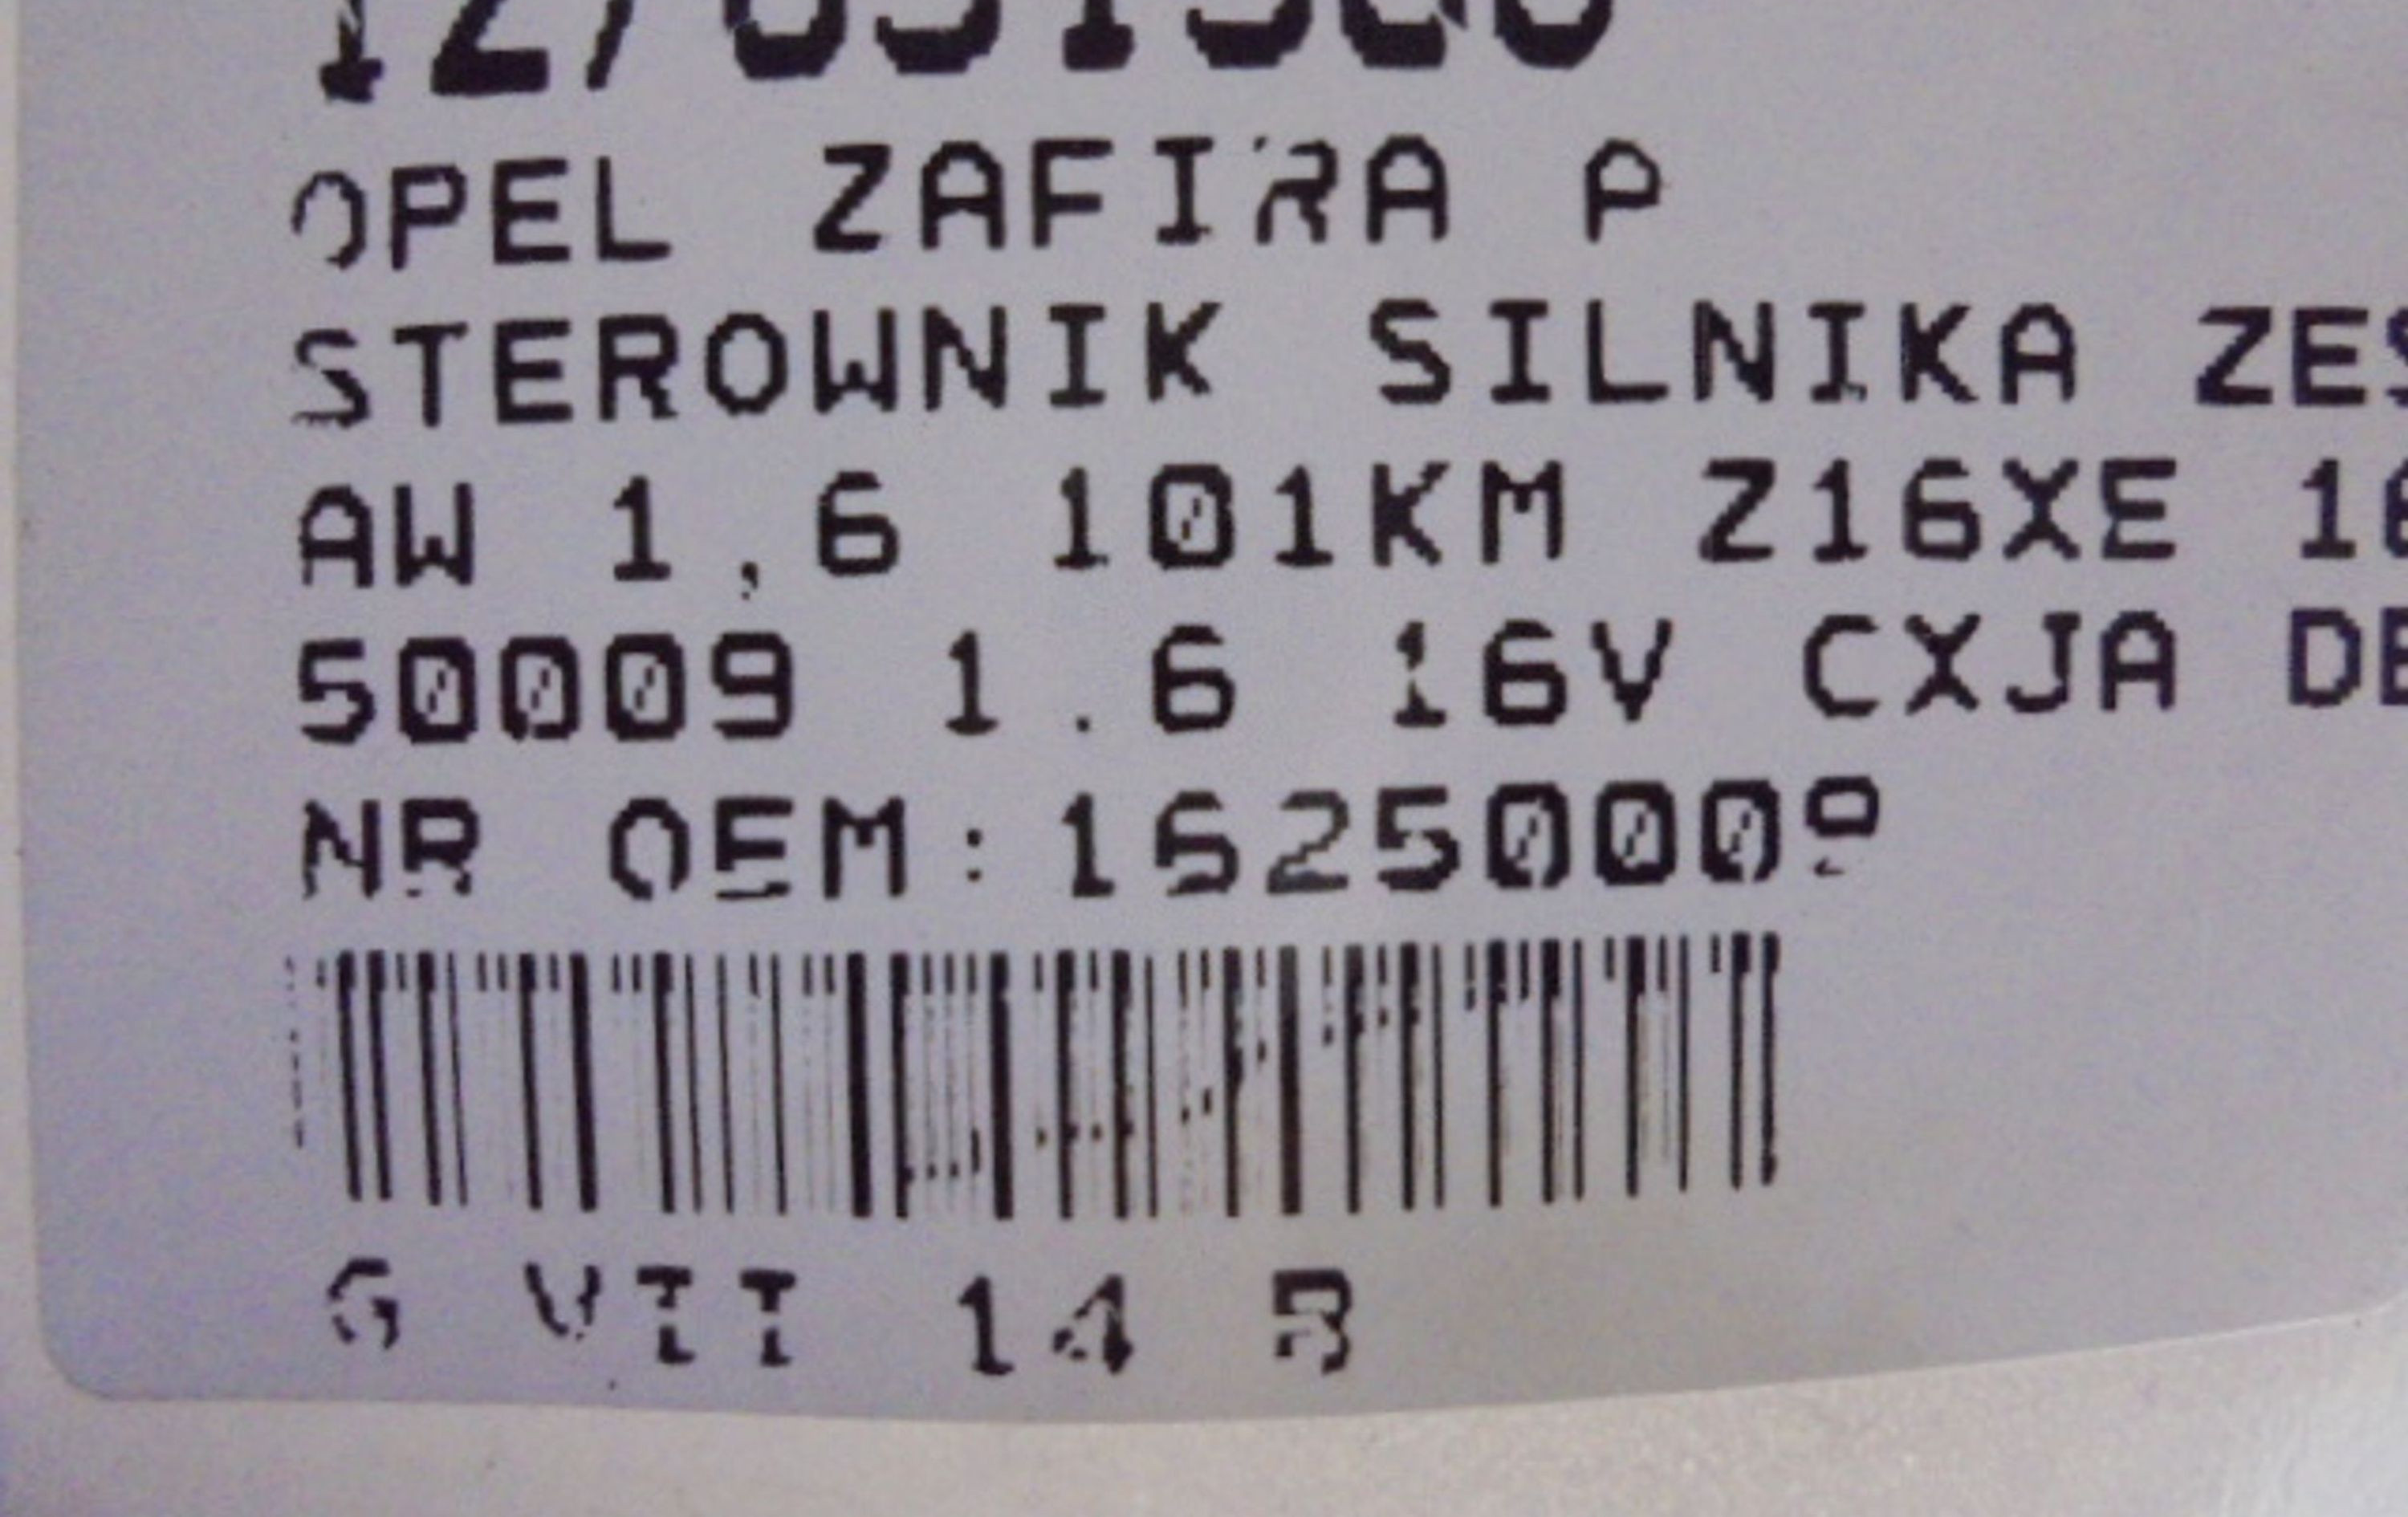 OPEL ZAFIRA P
STEROWNIK SILNIKA ZES
AW 1,6 101KM Z16XE 16
50009 1.6 16V CXJA DE
NR OEM:16250009
G VII 14 B